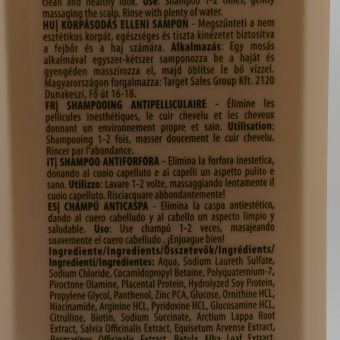 clean and healthy look. Use: Shampoo 1-2 times, gently
massaging the scalp. Rinse with plenty of water.
HU| KORPÁSODÁS ELLENI SAMPON - Megszünteti a nem
esztétikus korpát, egészséges és tiszta kinézetet biztosítva
a fejbőr és a haj számára. Alkalmazás: Egy mosás
alkalmával egyszer-kétszer samponozza be a haját és
gyengéden masszírozza el, majd öblítse le bő vízzel.
Magyarországon forgalmazza: Target Sales Group Kft. 2120
Dunakeszi, Fő út 16-18.
FR| SHAMPOOING ANTIPELLICULAIRE - Élimine les
pellicules inesthétiques, le cuir chevelu et les cheveux
donnant un environnement propre et sain. Utilisation:
Shampooing 1-2 fois, masser doucement le cuir chevelu.
Rincer par l'abondance.
IT| SHAMPOO ANTIFORFORA - Elimina la forfora inestetica,
donando al cuoio capelluto e ai capelli un aspetto pulito e
sano. Utilizzo: Lavare 1-2 volte, massaggiando lentamente il
cuoio capelluto. Risciacquare abbondantemente!
ES| CHAMPÚ ANTICASPA - Elimina la caspa antiestético,
dando al cuero cabelludo y al cabello un aspecto limpio y
saludable. Uso: Use champú 1-2 veces, masajeando
suavemente el cuero cabelludo . ¡Enjuague bien!
Ingrediente/Ingredients/Összetevők/Ingrédients/
Ingredienti/Ingredientes: Aqua, Sodium Laureth Sulfate,
Sodium Chloride, Cocamidopropyl Betaine, Polyquaternium-7,
Piroctone Olamine, Placental Protein, Hydrolyzed Soy Protein,
Propylene Glycol, Panthenol, Zinc PCA, Glucose, Ornithine HCL,
Niacinamide, Arginine HCL, Pyridoxine HCL, Glucosamine HCL,
Citrulline, Biotin, Sodium Succinate, Arctium Lappa Root
Extract, Salvia Officinalis Extract, Equisetum Arvense Extract,
Rosmarinus Officinalis Extract, Betula Alba Leaf Extract,